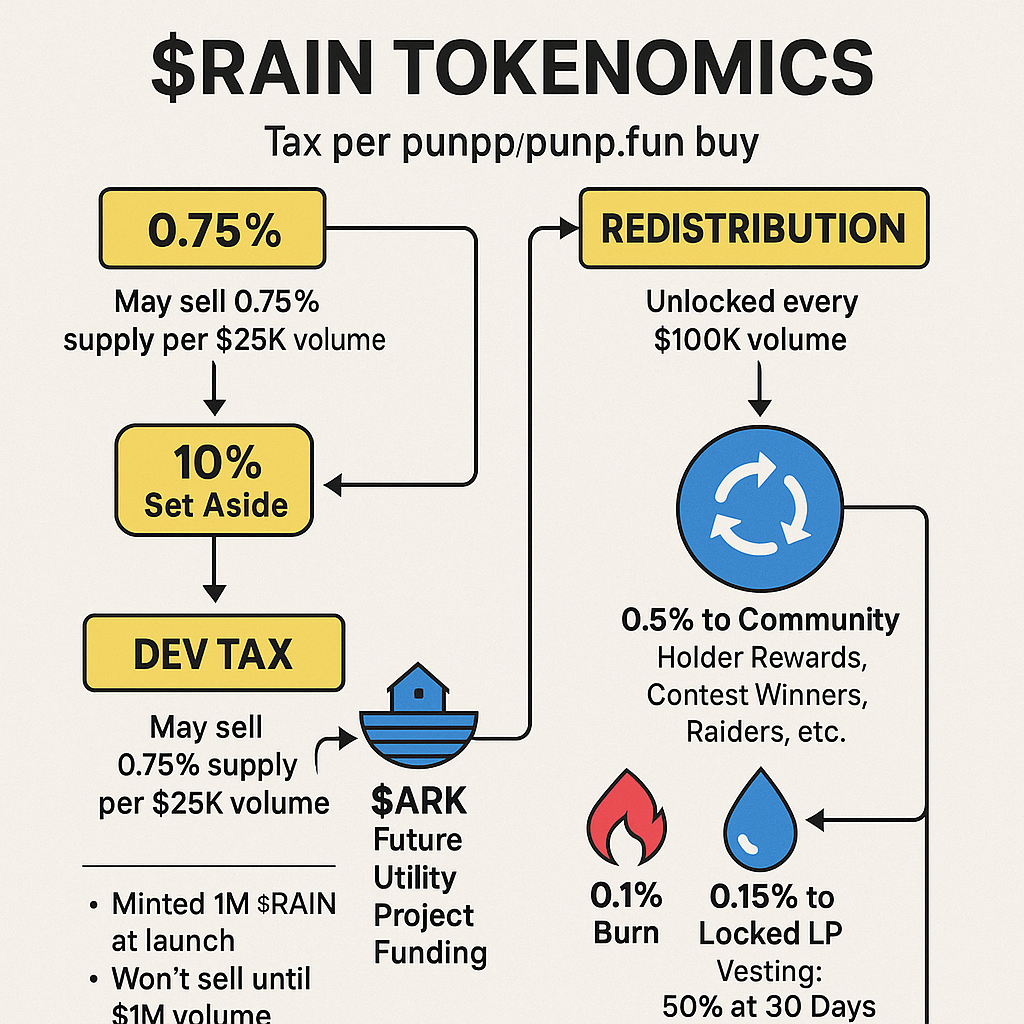 $RAIN TOKENOMICS
Tax per punpp/punp.fun buy
0.75%
May sell 0.75%
supply per $25K volume
10%
Set Aside
DEV TAX
May sell
0.75% supply
per $25K volume
• Minted 1M $RAIN
at launch
• Won't sell until
$1M volume
$ARK
Future
Utility
Project
Funding
REDISTRIBUTION
Unlocked every
$100K volume
0.5% to Community
Holder Rewards,
Contest Winners,
Raiders, etc.
0.1%
Burn
0.15% to
Locked LP
Vesting:
50% at 30 Days